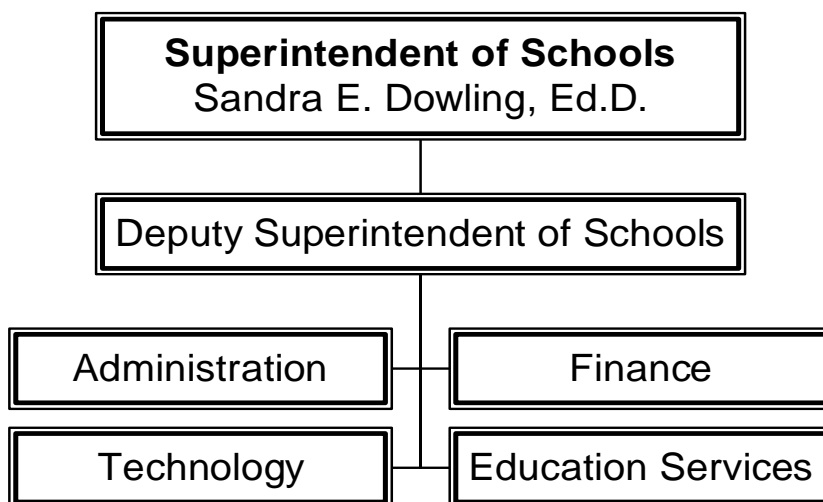 Superintendent of Schools
Sandra E. Dowling, Ed.D.
Deputy Superintendent of Schools
Administration
Finance
Technology
Education Services